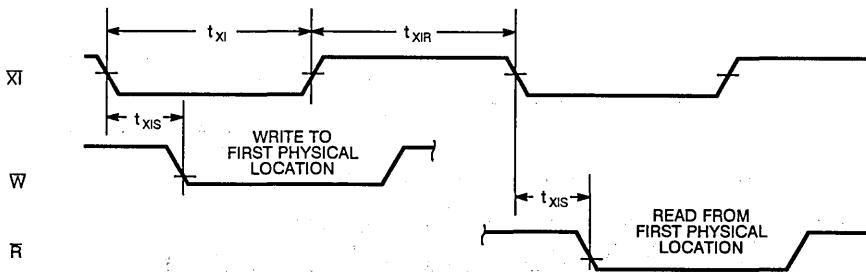 tXI tXIR
XI
tXIS
WRITE TO
FIRST PHYSICAL
LOCATION
W
tXIS
READ FROM
FIRST PHYSICAL
LOCATION
R